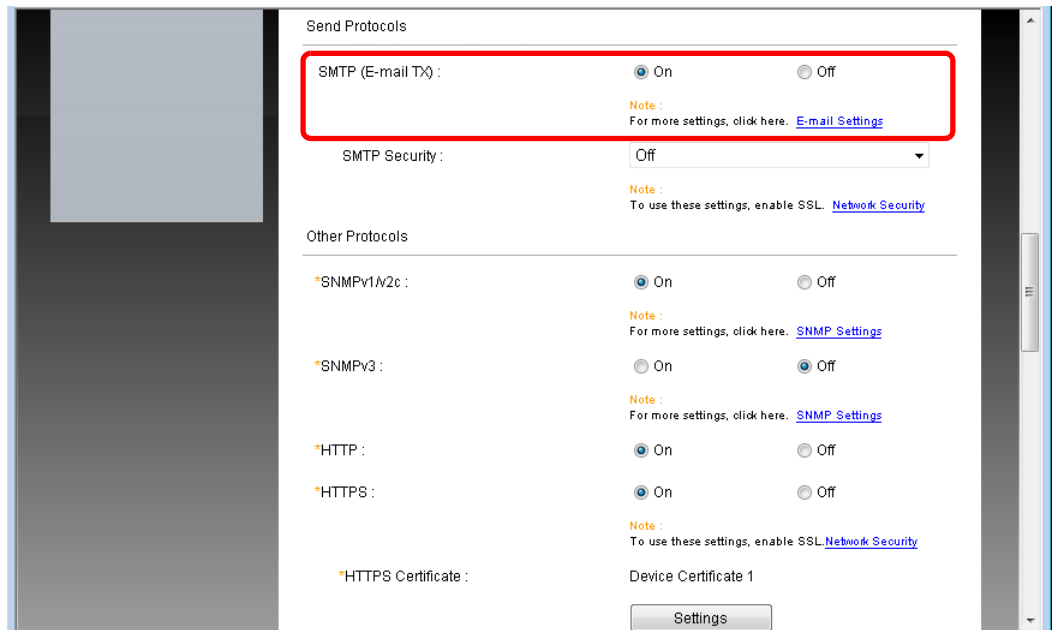 Send Protocols
SMTP (E-mail TX) : On Off
Note :
For more settings, click here. E-mail Settings
SMTP Security : Off
Note :
To use these settings, enable SSL. Network Security
Other Protocols
*SNMPv1/v2c : On Off
Note :
For more settings, click here. SNMP Settings
*SNMPv3 : On Off
Note :
For more settings, click here. SNMP Settings
*HTTP : On Off
*HTTPS : On Off
Note :
To use these settings, enable SSL.Network Security
*HTTPS Certificate : Device Certificate 1
Settings